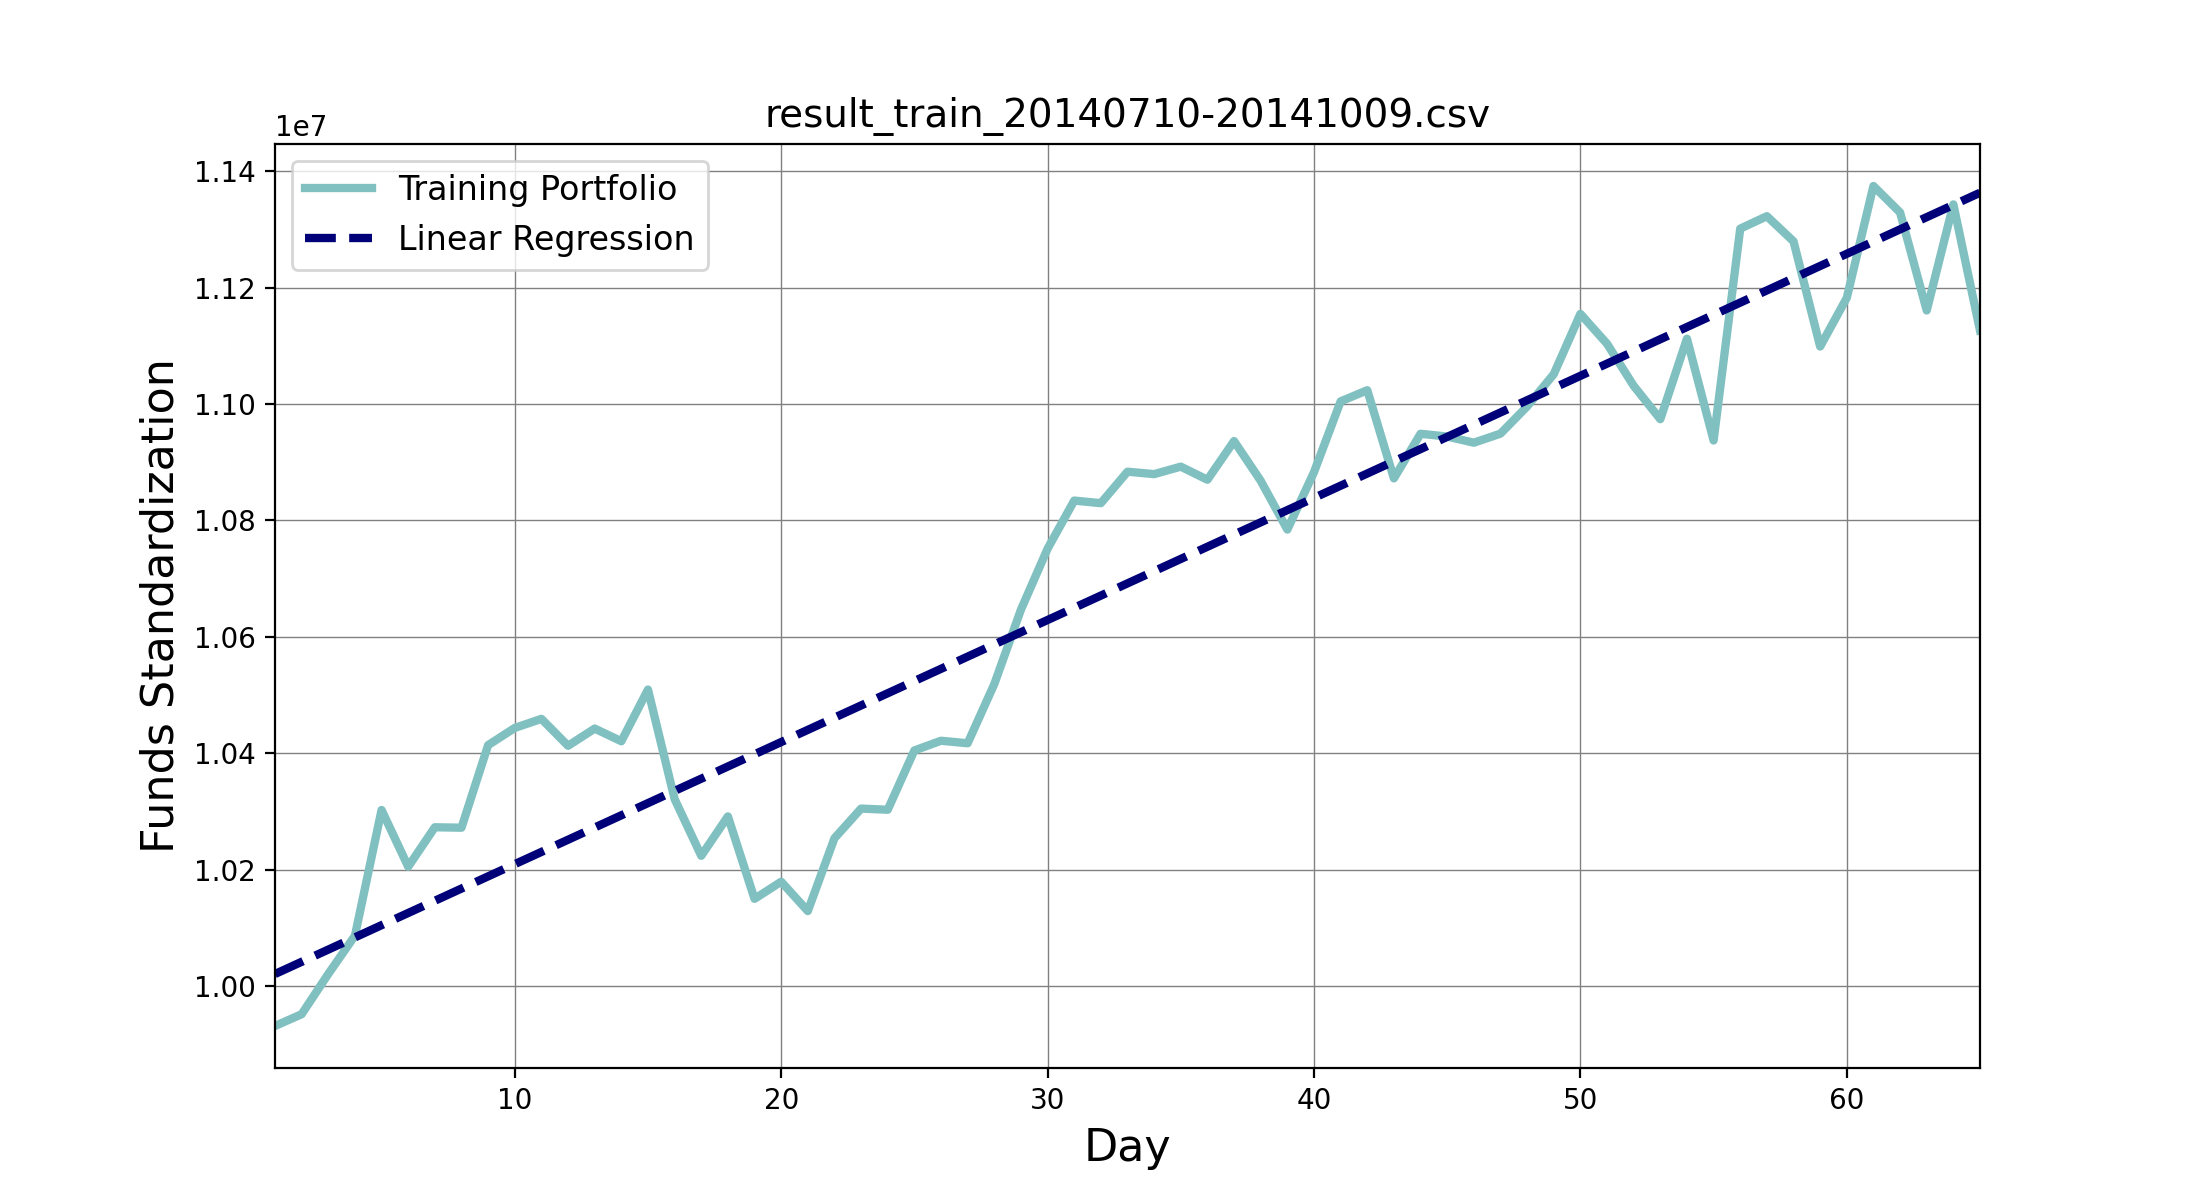 result_train_20140710-20141009.csv
1e7
Training Portfolio
Linear Regression
1.14
1.12
1.10
1.08
1.06
1.04
1.02
1.00
Funds Standardization
10 20 30 40 50 60
Day